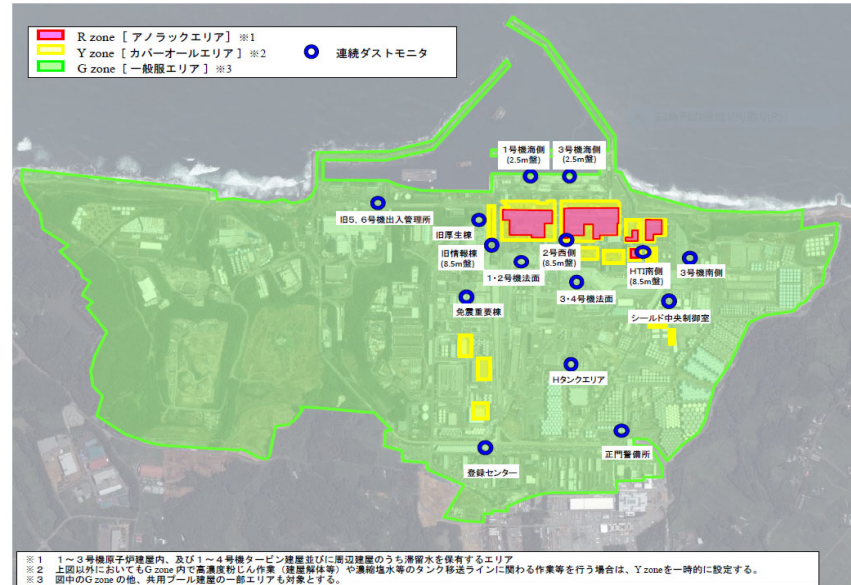 R zone [ アノラックエリア ] ※1
Y zone [ カバーオールエリア ] ※2
G zone [ 一般服エリア ] ※3
連続ダストモニタ
1号機海側
(2.5m盤)
3号機海側
(2.5m盤)
旧5, 6号機出入管理所
旧厚生棟
旧情報棟
(8.5m盤)
2号西側
(8.5m盤)
1・2号機法面
HTI南側
(8.5m盤)
3号機南側
3・4号機法面
免震重要棟
シールド中央制御室
Hタンクエリア
正門警備所
登録センター
※1 1~3号機原子炉建屋内、及び1~4号機タービン建屋並びに周辺建屋のうち滞留水を保有するエリア
※2 上図以外においてもG zone 内で高濃度粉じん作業(建屋解体等)や濃縮塩水等のタンク移送ラインに関わる作業等を行う場合は、Y zoneを一時的に設定する。
※3 図中のG zone の他、共用プール建屋の一部エリアも対象とする。